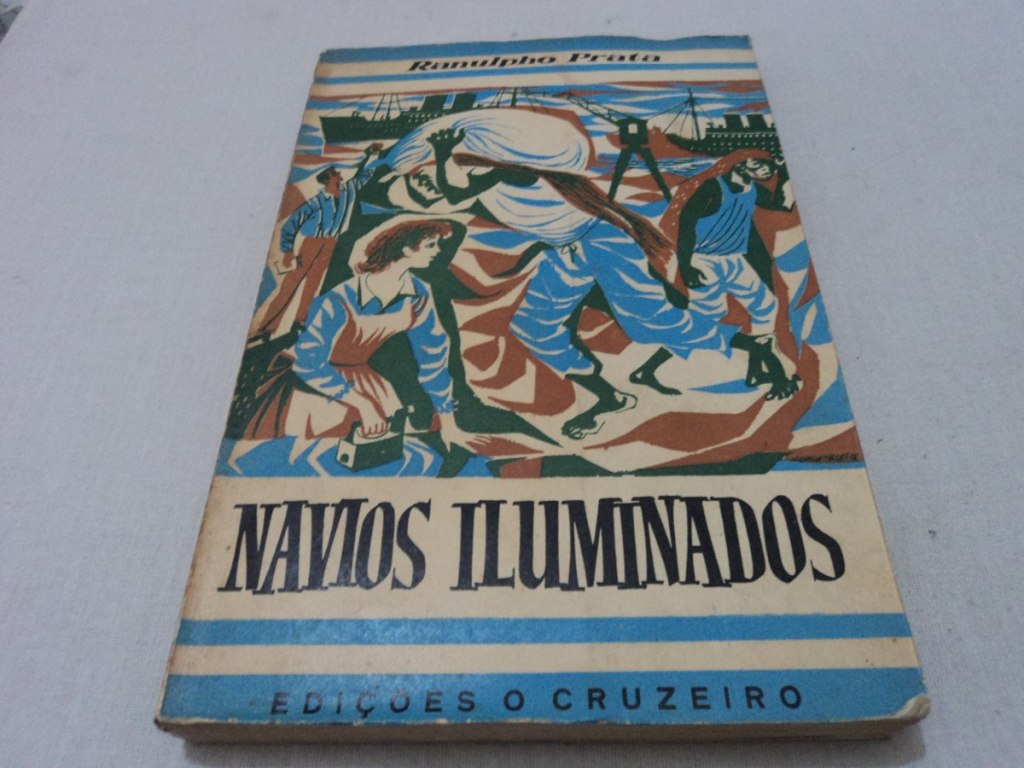 Ranulpho Prata
NAVIOS ILUMINADOS
EDIÇÕES O CRUZEIRO